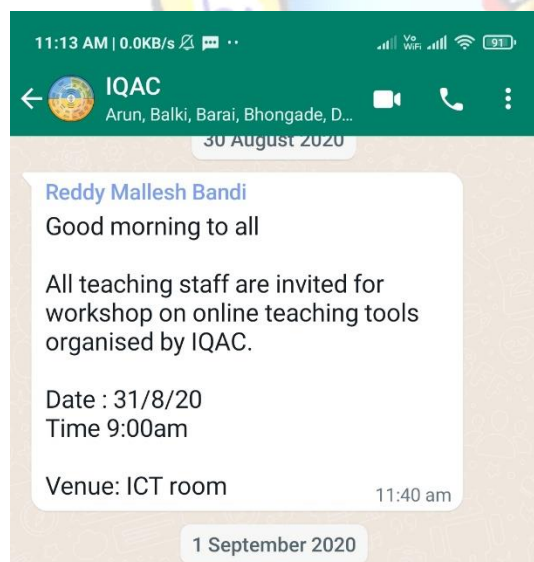 11:13 AM | 0.0KB/s
Vo WiFi 91
IQAC
Arun, Balki, Barai, Bhongade, D...
30 August 2020
Reddy Mallesh Bandi
Good morning to all
All teaching staff are invited for
workshop on online teaching tools
organised by IQAC.
Date : 31/8/20
Time 9:00am
Venue: ICT room
11:40 am
1 September 2020